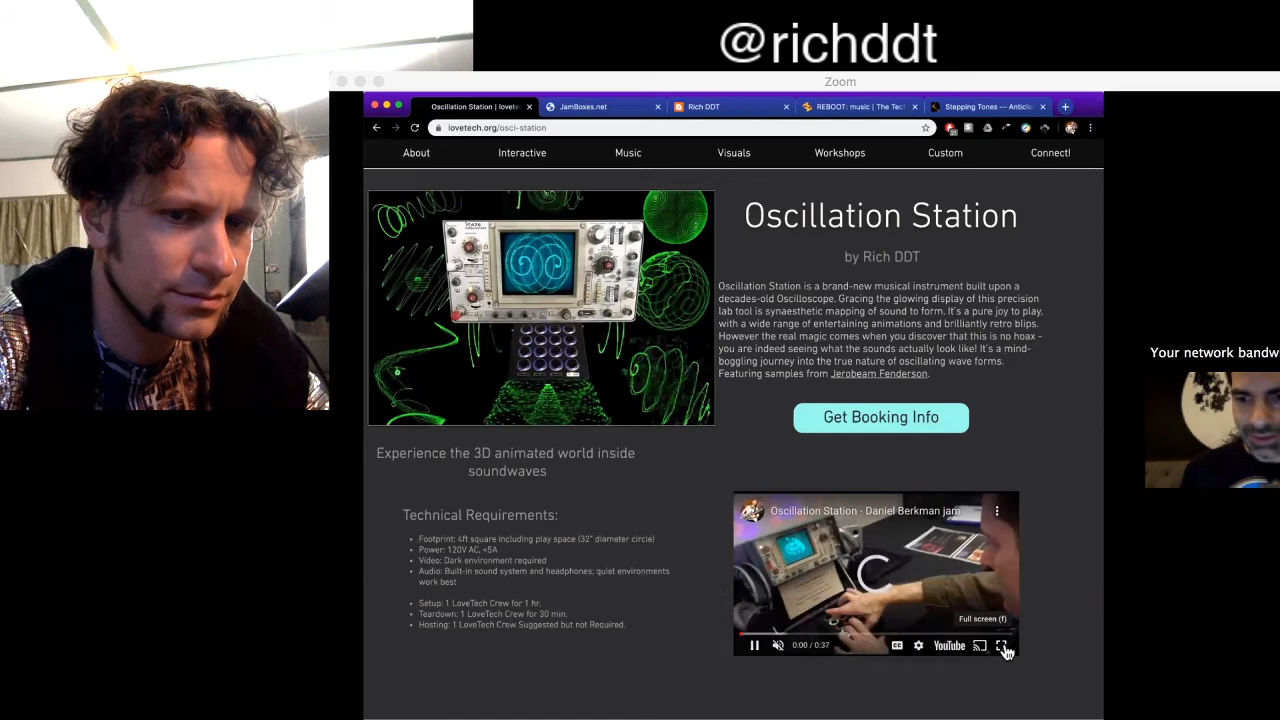 @richddt
Zoom
Oscillation Station | lovete
JamBoxes.net
Rich DDT
REBOOT: music | The Tec
Stepping Tones — Anticlo
lovetech.org/osci-station
About
Interactive
Music
Visuals
Workshops
Custom
Connect!
Oscillation Station
by Rich DDT
Oscillation Station is a brand-new musical instrument built upon a
decades-old Oscilloscope. Gracing the glowing display of this precision
lab tool is synaesthetic mapping of sound to form. It's a pure joy to play,
with a wide range of entertaining animations and brilliantly retro blips.
However the real magic comes when you discover that this is no hoax -
you are indeed seeing what the sounds actually look like! It's a mind-
boggling journey into the true nature of oscillating wave forms.
Featuring samples from Jerobeam Fenderson.
Get Booking Info
Your network bandw
Experience the 3D animated world inside
soundwaves
Technical Requirements:
• Footprint: 4ft square including play space (32" diameter circle)
• Power: 120V AC, <5A
• Video: Dark environment required
• Audio: Built-in sound system and headphones; quiet environments
work best
• Setup: 1 LoveTech Crew for 1 hr.
• Teardown: 1 LoveTech Crew for 30 min.
• Hosting: 1 LoveTech Crew Suggested but not Required.
Oscillation Station - Daniel Berkman jam
Full screen (f)
0:00 / 0:37
CC
YouTube